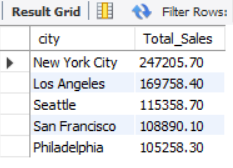 Result Grid Filter Rows:
city Total_Sales
New York City 247205.70
Los Angeles 169758.40
Seattle 115358.70
San Francisco 108890.10
Philadelphia 105258.30